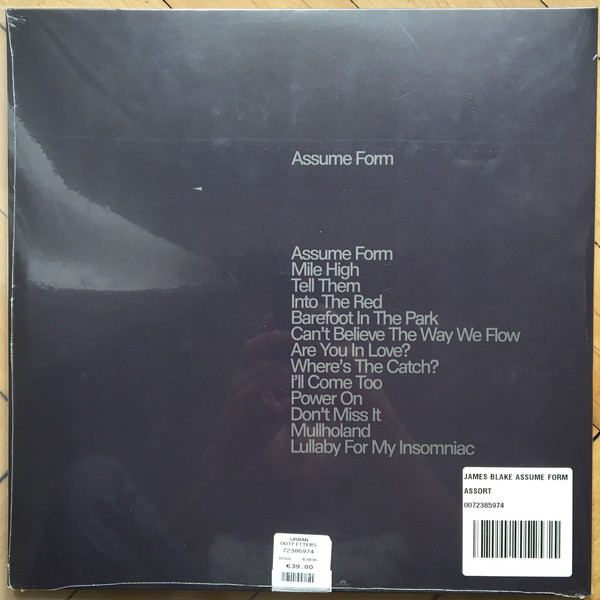 Assume Form
Assume Form
Mile High
Tell Them
Into The Red
Barefoot In The Park
Can't Believe The Way We Flow
Are You In Love?
Where's The Catch?
I'll Come Too
Power On
Don't Miss It
Mullholand
Lullaby For My Insomniac
JAMES BLAKE ASSUME FORM
ASSORT
0072385974
URBAN
OUTFITTERS
72385974
€39.00